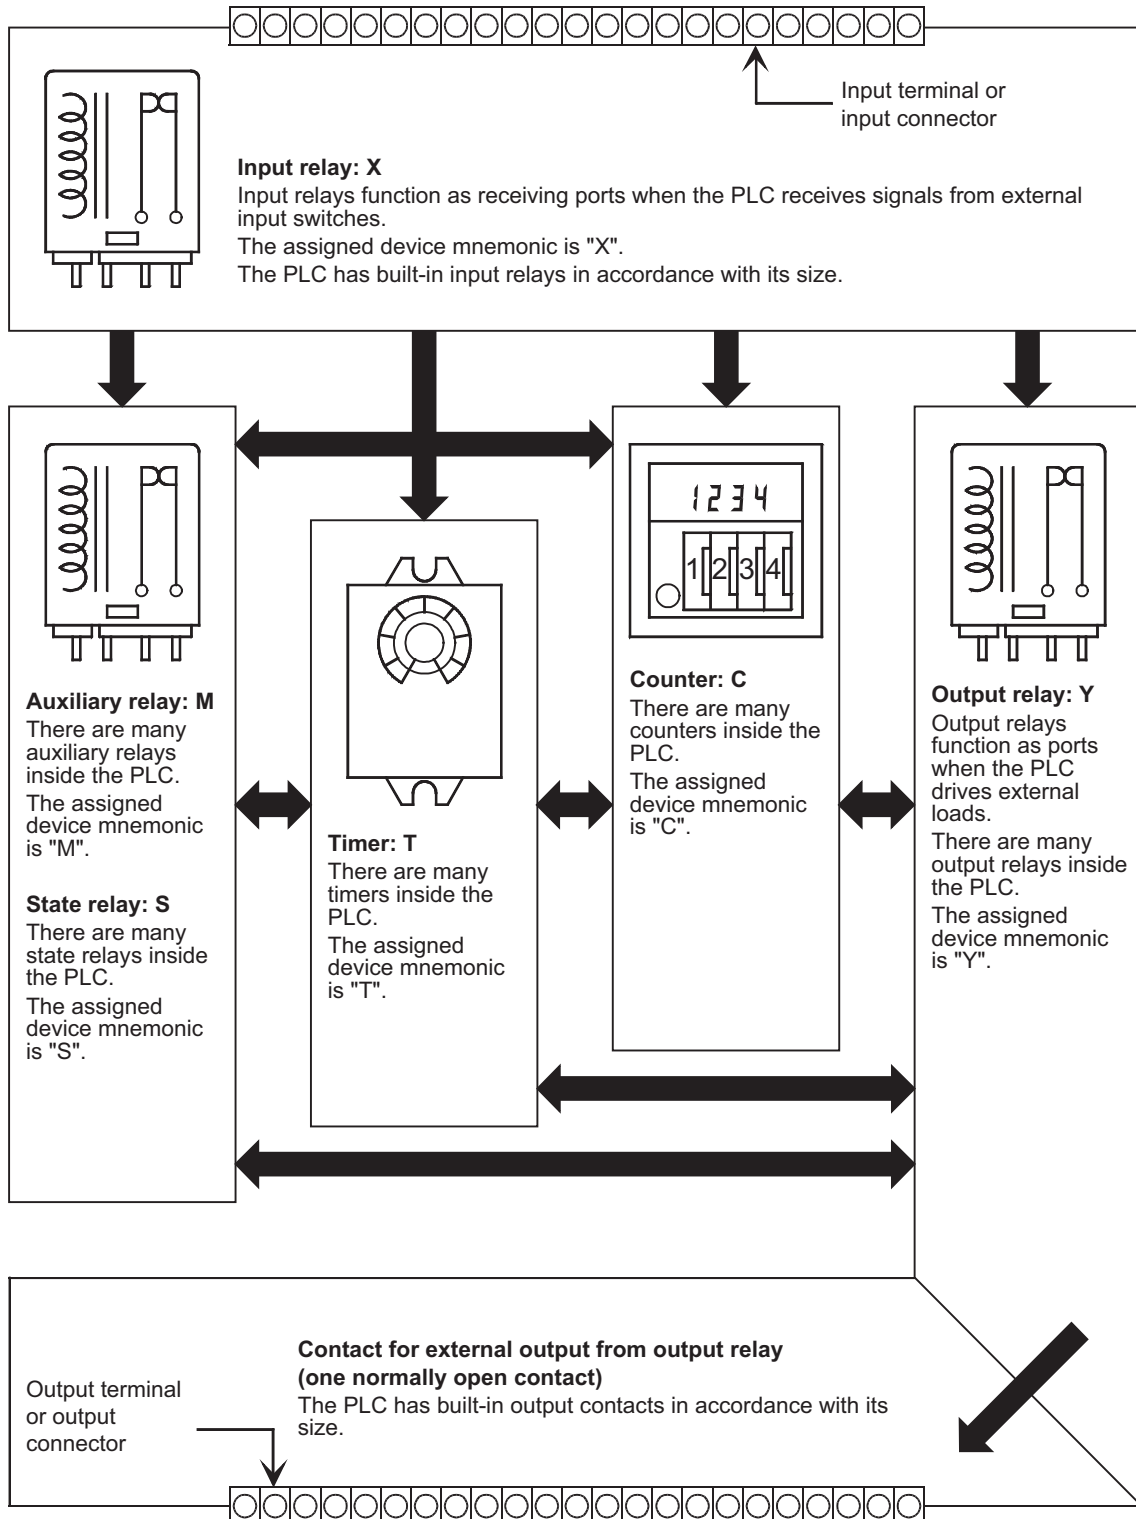 Input terminal or
input connector
Input relay: X
Input relays function as receiving ports when the PLC receives signals from external
input switches.
The assigned device mnemonic is "X".
The PLC has built-in input relays in accordance with its size.
Auxiliary relay: M
There are many
auxiliary relays
inside the PLC.
The assigned
device mnemonic
is "M".
State relay: S
There are many
state relays inside
the PLC.
The assigned
device mnemonic
is "S".
Timer: T
There are many
timers inside the
PLC.
The assigned
device mnemonic
is "T".
1234
1 2 3 4
Counter: C
There are many
counters inside the
PLC.
The assigned
device mnemonic
is "C".
Output relay: Y
Output relays
function as ports
when the PLC
drives external
loads.
There are many
output relays inside
the PLC.
The assigned
device mnemonic
is "Y".
Contact for external output from output relay
(one normally open contact)
The PLC has built-in output contacts in accordance with its
size.
Output terminal
or output
connector